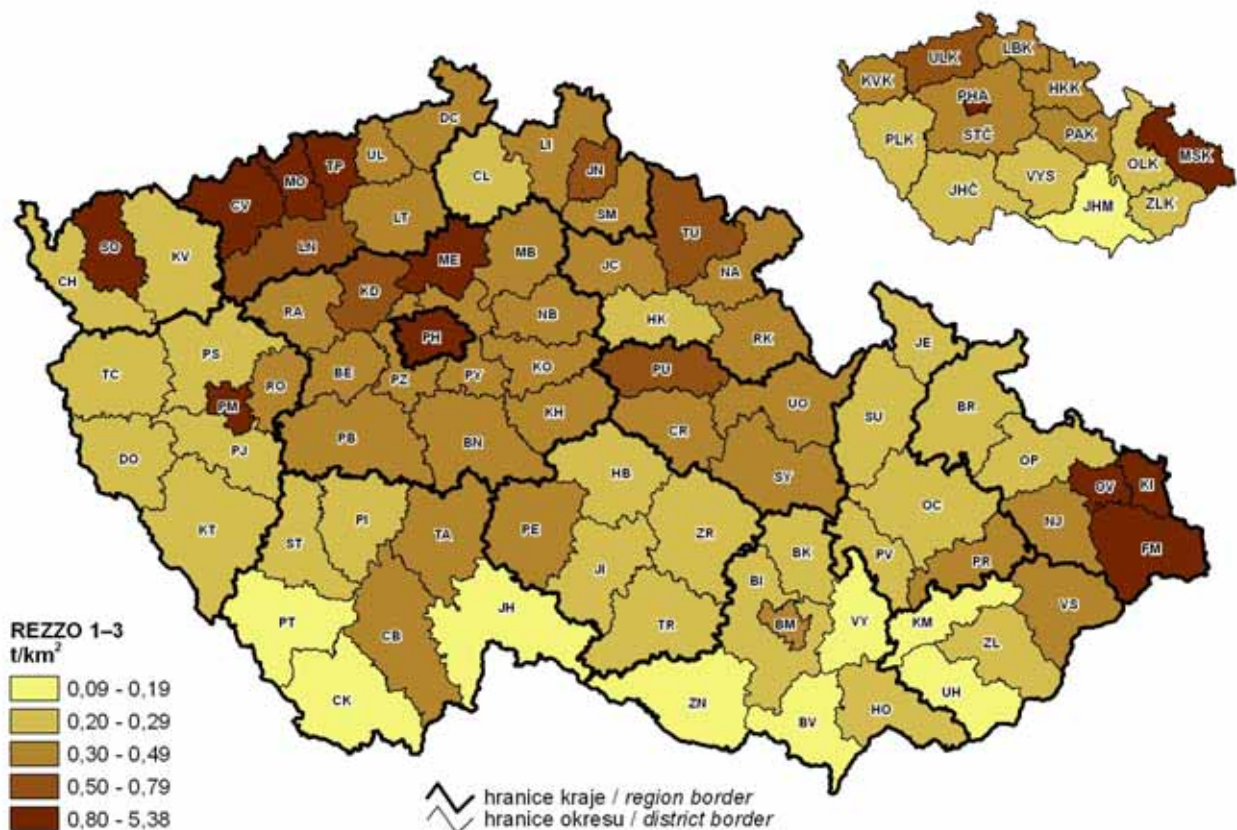 ULK LBK
KVK HKK
PHA
STČ PAK
PLK MSK
OLK
VYS
JHČ ZLK
JHM
DC
UL LI
TP JN
MO CL
CV LT SM
SO LN TU
KV ME MB
CH JC NA
KD
RA NB HK
PH RK
PS JE
TC BE PZ PY KO PU
RO UO
PM SU BR
KH CR
PB BN
DO PJ OP
HB SY
OV KI
KT PI OC NJ
ST TA PE ZR FM
BK PV PR
JI BI
PT JH VS
CB TR BM VY KM
ZL
CK ZN UH
BV HO
REZZO 1–3
t/km²
0,09 - 0,19
0,20 - 0,29
0,30 - 0,49
0,50 - 0,79
0,80 - 5,38
hranice kraje / region border
hranice okresu / district border